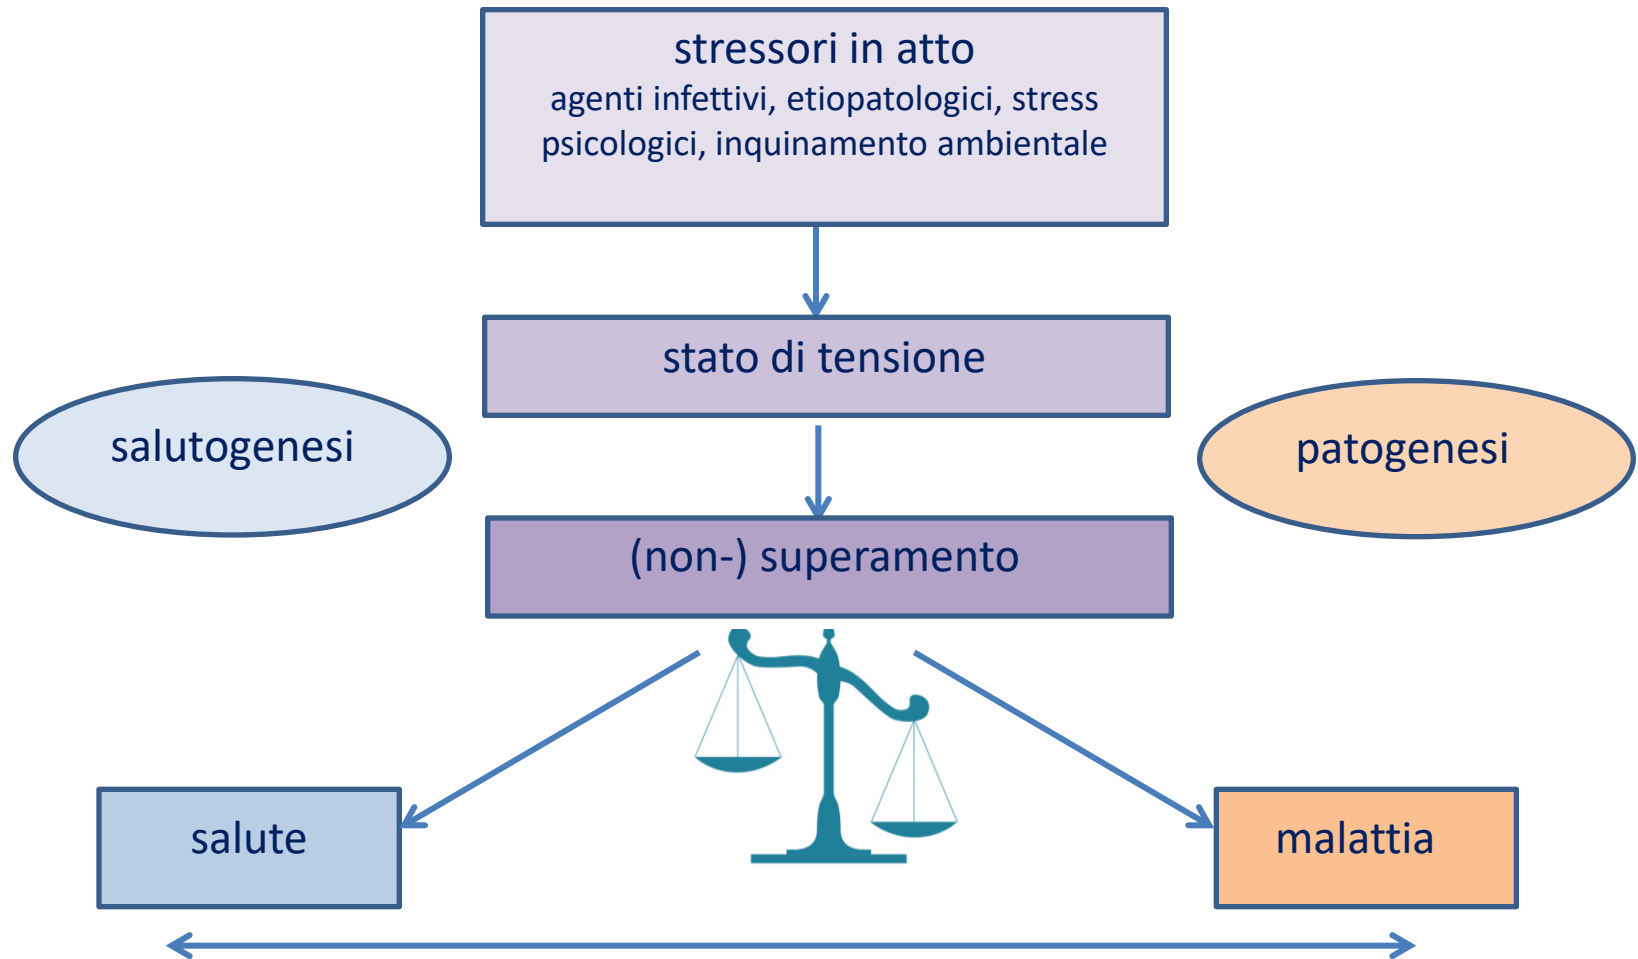 stressori in atto
agenti infettivi, etiopatologici, stress
psicologici, inquinamento ambientale
stato di tensione
salutogenesi
patogenesi
(non-) superamento
salute
malattia